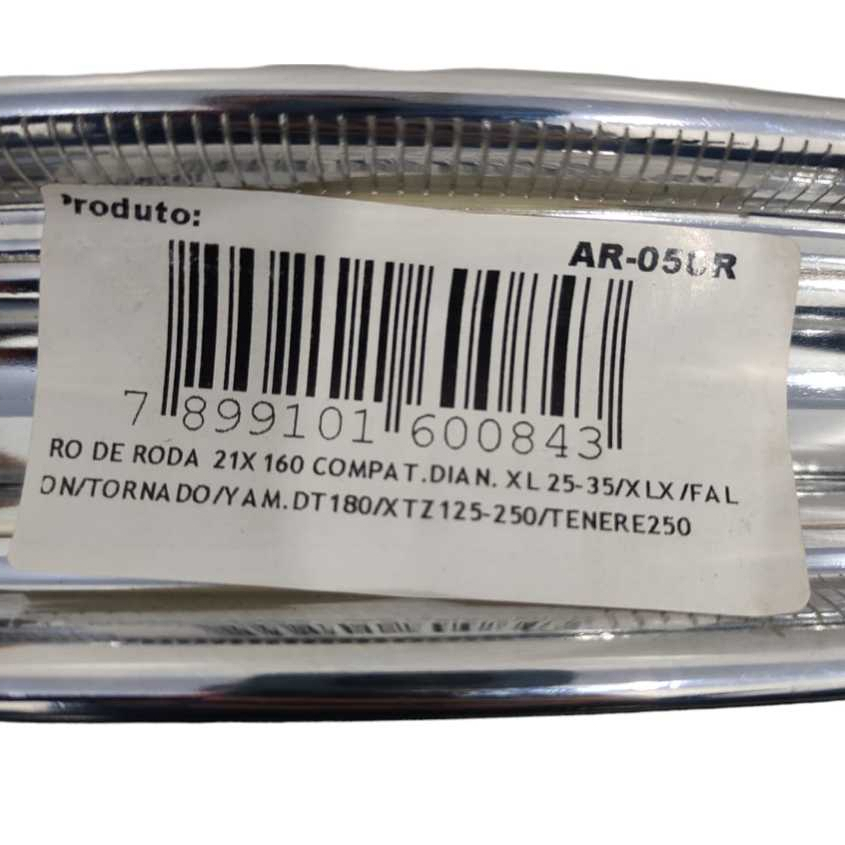 Produto:
AR-050R
7 899101 600843
RO DE RODA 21X160 COMPAT.DIAN. XL 25-35/XLX/FAL
ON/TORNADO/YAM.DT180/XTZ125-250/TENERE250